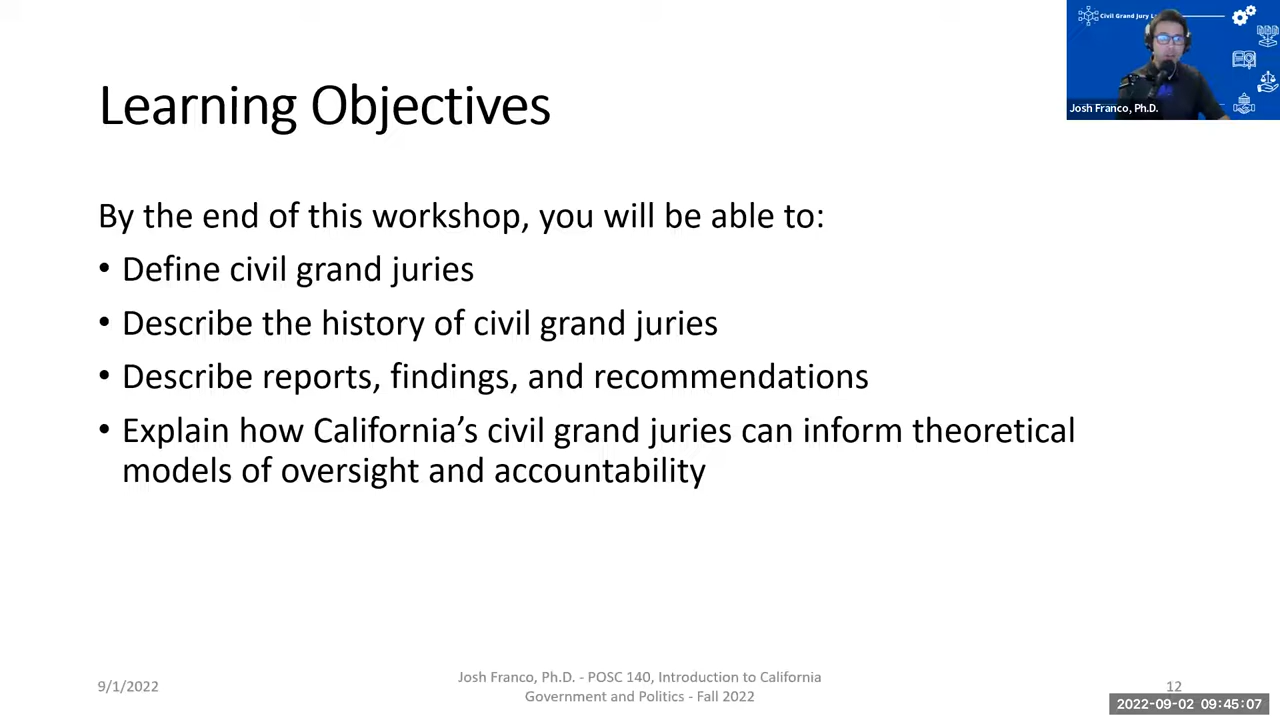 Civil Grand Jury
Josh Franco, Ph.D.
Learning Objectives
By the end of this workshop, you will be able to:
• Define civil grand juries
• Describe the history of civil grand juries
• Describe reports, findings, and recommendations
• Explain how California’s civil grand juries can inform theoretical
models of oversight and accountability
9/1/2022
Josh Franco, Ph.D. - POSC 140, Introduction to California
Government and Politics - Fall 2022
12
2022-09-02 09:45:07